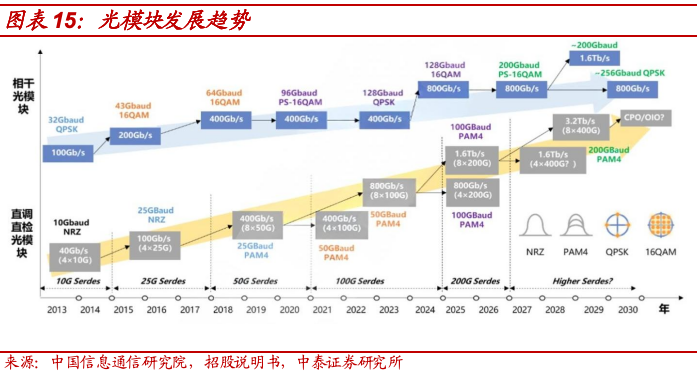 图表 15：光模块发展趋势
相干
光模
块
32Gbaud
QPSK
100Gb/s
43Gbaud
16QAM
200Gb/s
64Gbaud
16QAM
400Gb/s
96Gbaud
PS-16QAM
400Gb/s
128Gbaud
QPSK
400Gb/s
128Gbaud
16QAM
800Gb/s
200Gbaud
PS-16QAM
800Gb/s
~200Gbaud
1.6Tb/s
~256Gbaud QPSK
800Gb/s
直调
直检
光模
块
10Gbaud
NRZ
40Gb/s
(4×10G)
25GBaud
NRZ
100Gb/s
(4×25G)
400Gb/s
(8×50G)
25GBaud
PAM4
400Gb/s
(4×100G)
50GBaud
PAM4
800Gb/s
(8×100G)
50GBaud
PAM4
100GBaud
PAM4
1.6Tb/s
(8×200G)
800Gb/s
(4×200G)
100GBaud
PAM4
3.2Tb/s
(8×400G)
1.6Tb/s
(4×400G？)
CPO/OIO?
200GBaud
PAM4
NRZ
PAM4
QPSK
16QAM
10G Serdes
25G Serdes
50G Serdes
100G Serdes
200G Serdes
Higher Serdes?
2013 2014 2015 2016 2017 2018 2019 2020 2021 2022 2023 2024 2025 2026 2027 2028 2029 2030 年
来源：中国信息通信研究院，招股说明书，中泰证券研究所